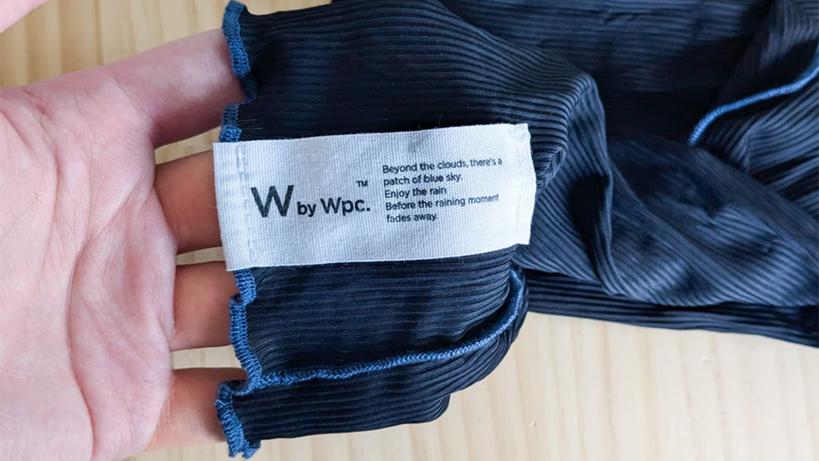 W by Wpc.™
Beyond the clouds, there's a
patch of blue sky.
Enjoy the rain
Before the raining moment
fades away.